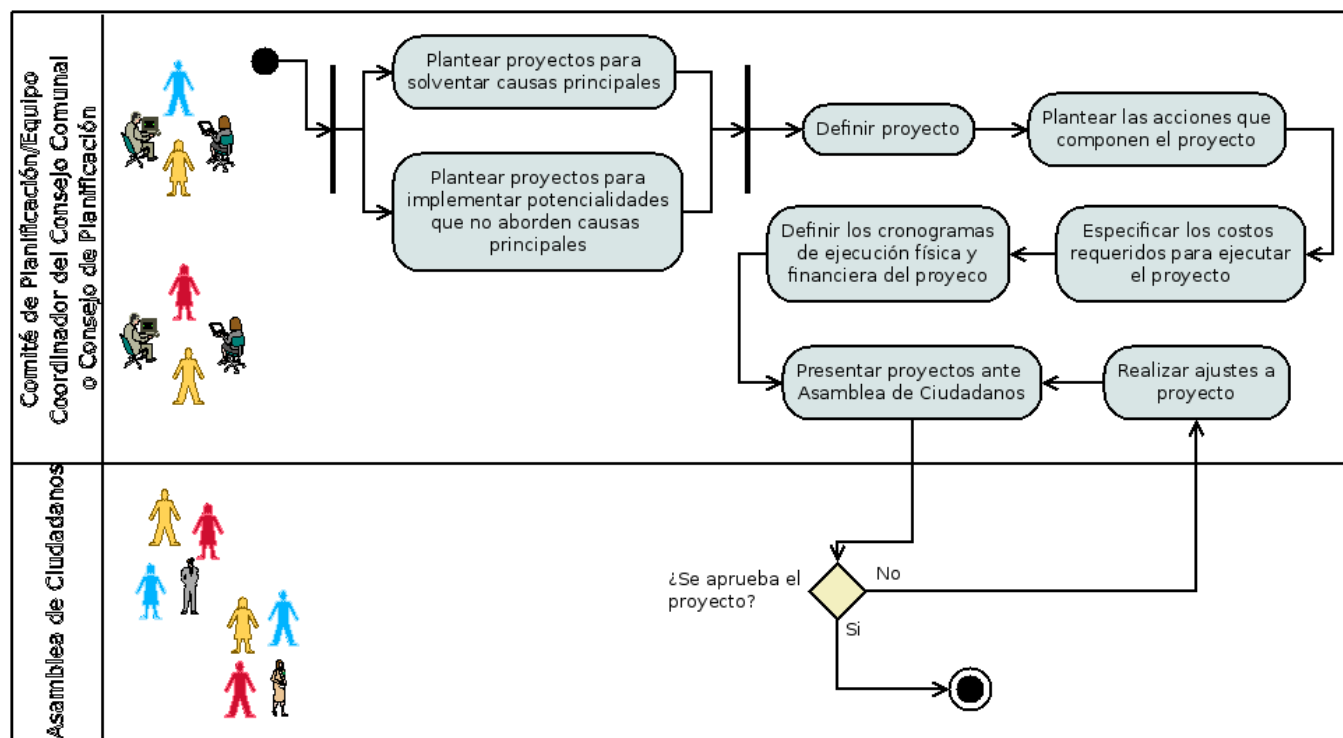 Comité de Planificación/Equipo
Coordinador del Consejo Comunal
o Consejo de Planificación
Plantear proyectos para
solventar causas principales
Plantear proyectos para
implementar potencialidades
que no aborden causas
principales
Definir proyecto
Plantear las acciones que
componen el proyecto
Especificar los costos
requeridos para ejecutar
el proyecto
Definir los cronogramas
de ejecución física y
financiera del proyeco
Presentar proyectos ante
Asamblea de Ciudadanos
Realizar ajustes a
proyecto
Asamblea de Ciudadanos
¿Se aprueba el
proyecto?
No
Si